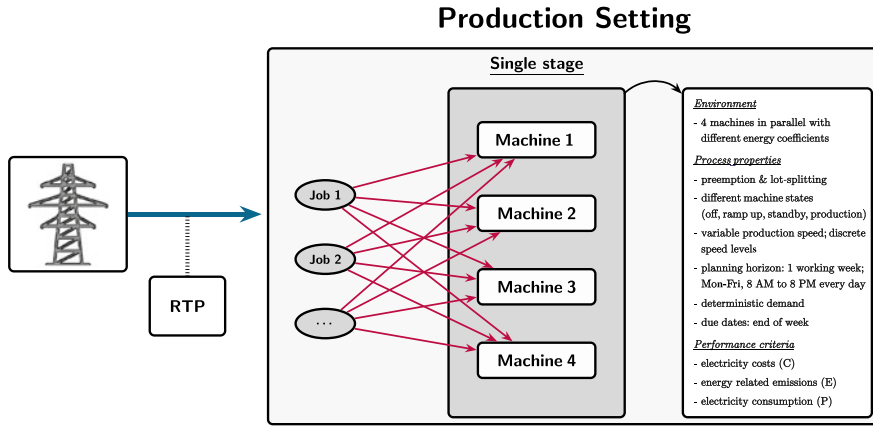 Production Setting
Single stage
RTP
Job 1
Job 2
...
Machine 1
Machine 2
Machine 3
Machine 4
Environment
- 4 machines in parallel with
different energy coefficients
Process properties
- preemption & lot-splitting
- different machine states
(off, ramp up, standby, production)
- variable production speed; discrete
speed levels
- planning horizon: 1 working week;
Mon-Fri, 8 AM to 8 PM every day
- deterministic demand
- due dates: end of week
Performance criteria
- electricity costs (C)
- energy related emissions (E)
- electricity consumption (P)